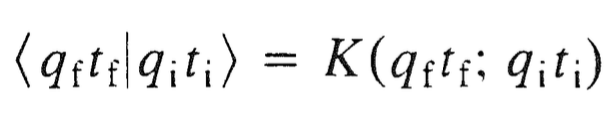 ⟨q_f t_f|q_i t_i⟩ = K(q_f t_f; q_i t_i)